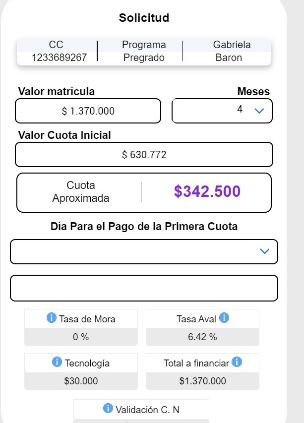 Solicitud
CC Programa Gabriela
1233689267 Pregrado Baron
Valor matricula Meses
$ 1.370.000 4
Valor Cuota Inicial
$ 630.772
Cuota Aproximada $342.500
Dia Para el Pago de la Primera Cuota
Tasa de Mora Tasa Aval
0 % 6.42 %
Tecnología Total a financiar
$30.000 $1.370.000
Validación C. N